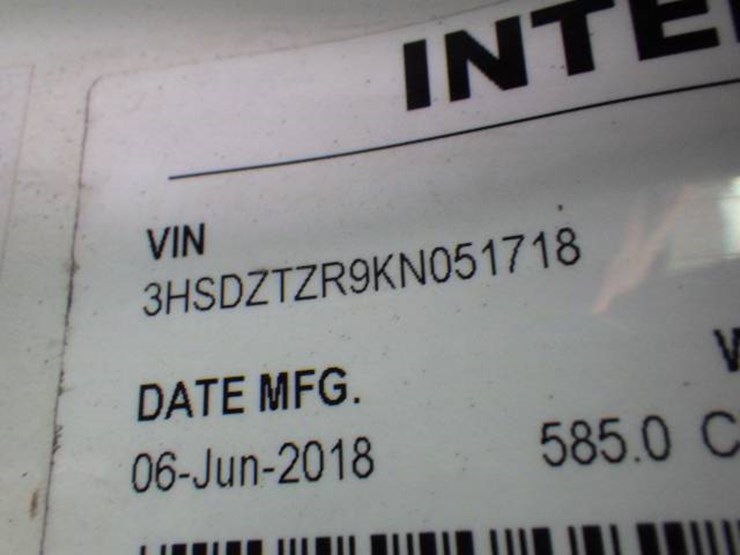 INTE
VIN
3HSDZTZR9KN051718
DATE MFG.
06-Jun-2018
585.0 C